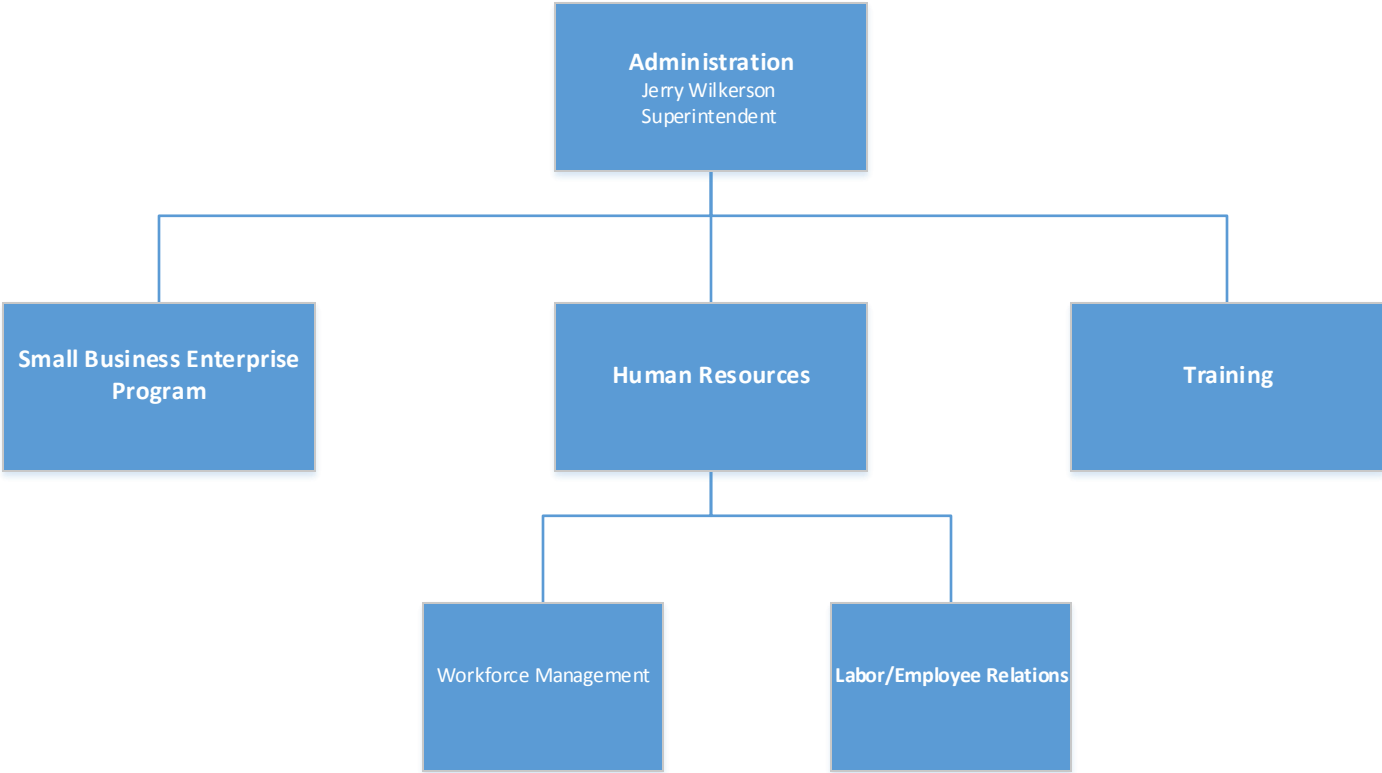 Administration
Jerry Wilkerson
Superintendent
Small Business Enterprise
Program
Human Resources
Training
Workforce Management
Labor/Employee Relations